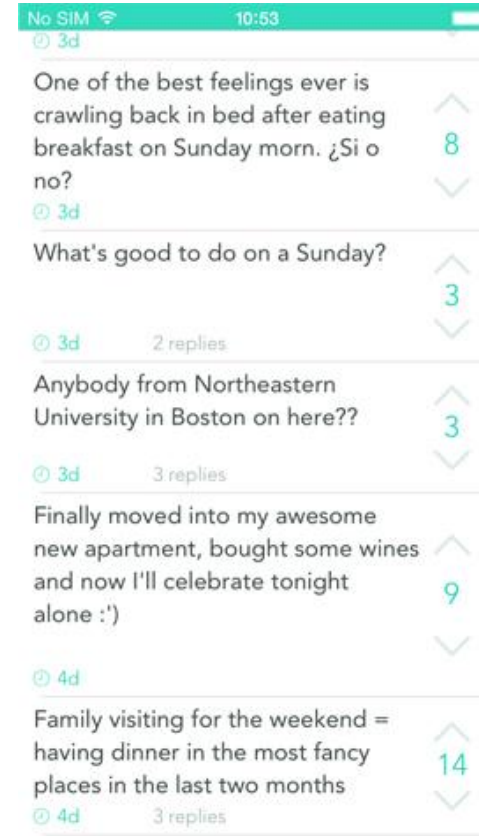 No SIM 10:53
3d
One of the best feelings ever is
crawling back in bed after eating
breakfast on Sunday morn. ¿Si o
no?
8
3d
What's good to do on a Sunday?
3
3d 2 replies
Anybody from Northeastern
University in Boston on here??
3
3d 3 replies
Finally moved into my awesome
new apartment, bought some wines
and now I'll celebrate tonight
alone :')
9
4d
Family visiting for the weekend =
having dinner in the most fancy
places in the last two months
14
4d 3 replies